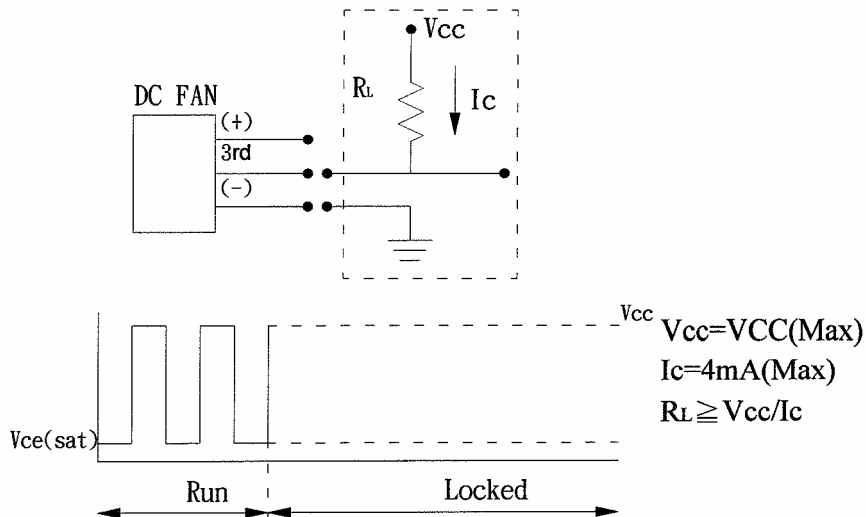 Vcc
RL
Ic
DC FAN
(+)
3rd
(-)
Vcc
Vcc=VCC(Max)
Ic=4mA(Max)
RL≧Vcc/Ic
Vce(sat)
Run
Locked